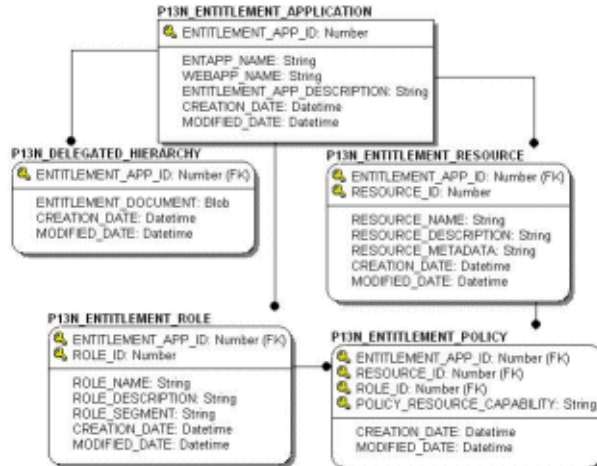 P13N_ENTITLEMENT_APPLICATION
ENTITLEMENT_APP_ID: Number
ENTAPP_NAME: String
WEBAPP_NAME: String
ENTITLEMENT_APP_DESCRIPTION: String
CREATION_DATE: Datetime
MODIFIED_DATE: Datetime
P13N_DELEGATED_HIERARCHY
ENTITLEMENT_APP_ID: Number (FK)
ENTITLEMENT_DOCUMENT: Blob
CREATION_DATE: Datetime
MODIFIED_DATE: Datetime
P13N_ENTITLEMENT_RESOURCE
ENTITLEMENT_APP_ID: Number (FK)
RESOURCE_ID: Number
RESOURCE_NAME: String
RESOURCE_DESCRIPTION: String
RESOURCE_METADATA: String
CREATION_DATE: Datetime
MODIFIED_DATE: Datetime
P13N_ENTITLEMENT_ROLE
ENTITLEMENT_APP_ID: Number (FK)
ROLE_ID: Number
ROLE_NAME: String
ROLE_DESCRIPTION: String
ROLE_SEGMENT: String
CREATION_DATE: Datetime
MODIFIED_DATE: Datetime
P13N_ENTITLEMENT_POLICY
ENTITLEMENT_APP_ID: Number (FK)
RESOURCE_ID: Number (FK)
ROLE_ID: Number (FK)
POLICY_RESOURCE_CAPABILITY: String
CREATION_DATE: Datetime
MODIFIED_DATE: Datetime